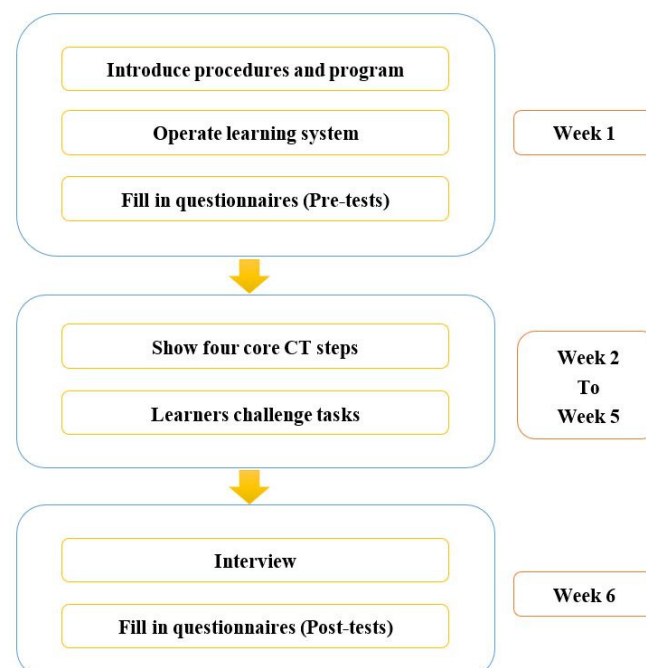 Introduce procedures and program
Operate learning system
Fill in questionnaires (Pre-tests)
Week 1
Show four core CT steps
Learners challenge tasks
Week 2
To
Week 5
Interview
Fill in questionnaires (Post-tests)
Week 6